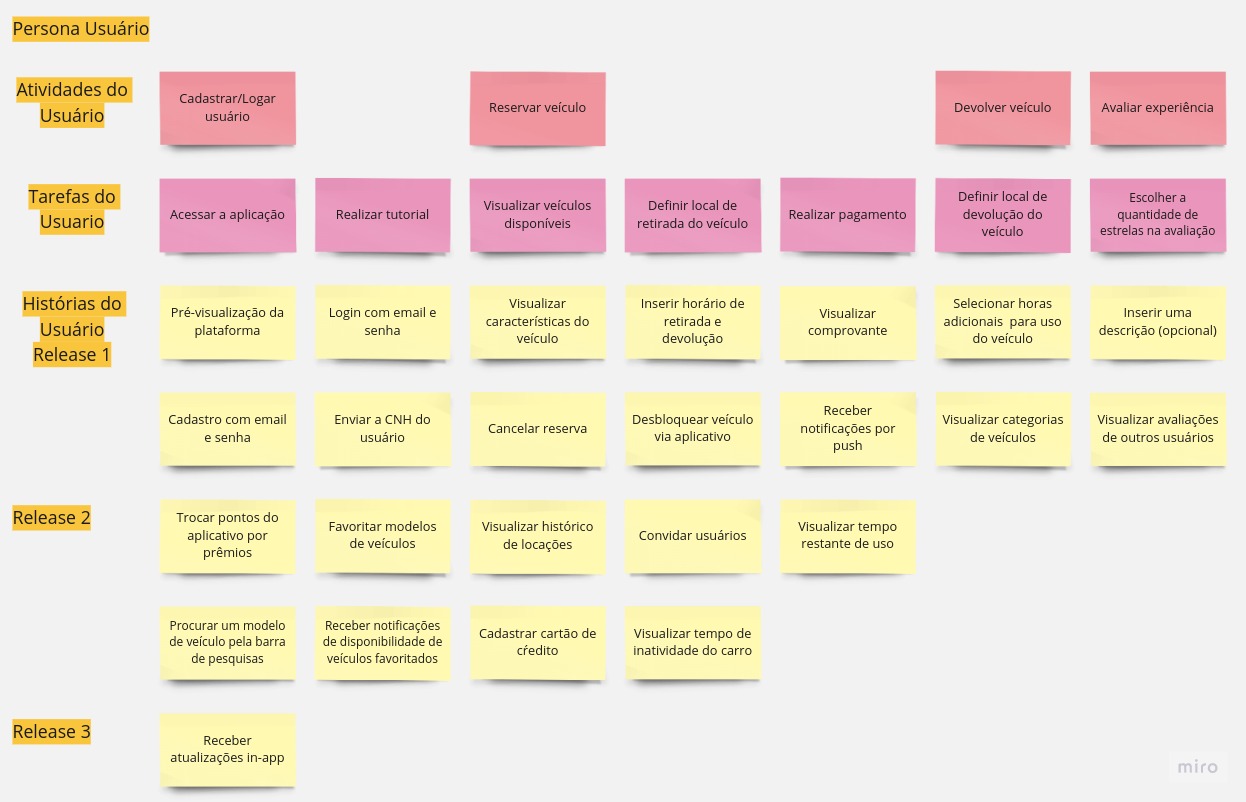 Persona Usuário
Atividades do
Usuário
Cadastrar/Logar
usuário
Reservar veículo
Devolver veículo
Avaliar experiência
Tarefas do
Usuario
Acessar a aplicação
Realizar tutorial
Visualizar veículos
disponíveis
Definir local de
retirada do veículo
Realizar pagamento
Definir local de
devolução do
veículo
Escolher a
quantidade de
estrelas na avaliação
Histórias do
Usuário
Release 1
Pré-visualização da
plataforma
Login com email e
senha
Visualizar
características do
veículo
Inserir horário de
retirada e
devolução
Visualizar
comprovante
Selecionar horas
adicionais para uso
do veículo
Inserir uma
descrição (opcional)
Cadastro com email
e senha
Enviar a CNH do
usuário
Cancelar reserva
Desbloquear veículo
via aplicativo
Receber
notificações por
push
Visualizar categorias
de veículos
Visualizar avaliações
de outros usuários
Release 2
Trocar pontos do
aplicativo por
prêmios
Favoritar modelos
de veículos
Visualizar histórico
de locações
Convidar usuários
Visualizar tempo
restante de uso
Procurar um modelo
de veículo pela barra
de pesquisas
Receber notificações
de disponibilidade de
veículos favoritados
Cadastrar cartão de
cŕedito
Visualizar tempo de
inatividade do carro
Release 3
Receber
atualizações in-app
miro